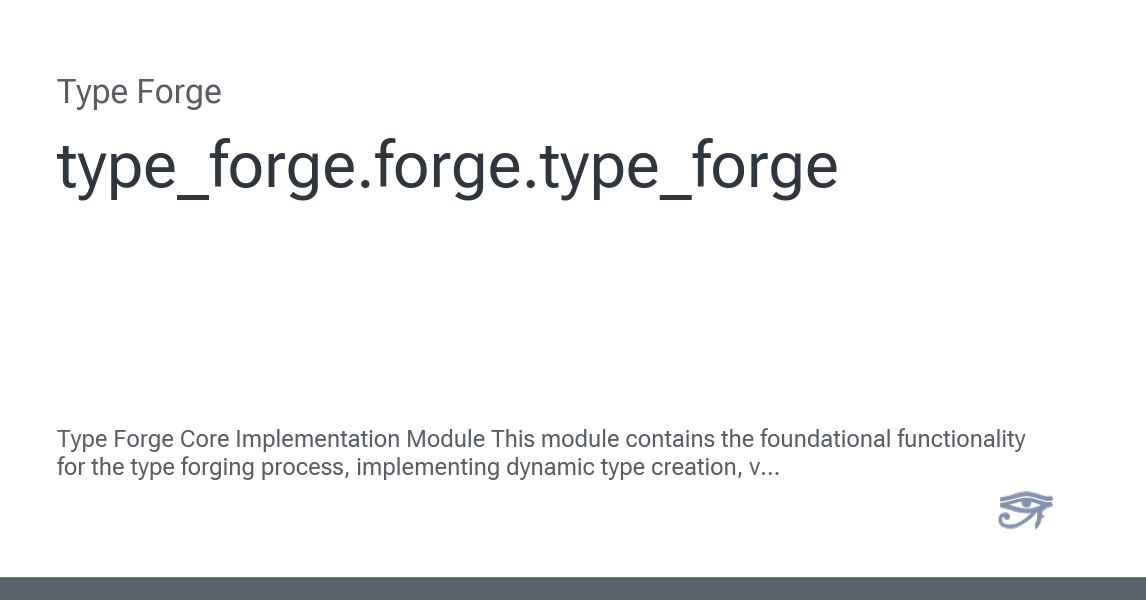 Type Forge
type_forge.forge.type_forge
Type Forge Core Implementation Module This module contains the foundational functionality
for the type forging process, implementing dynamic type creation, v...